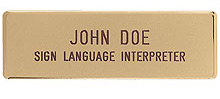 JOHN DOE
SIGN LANGUAGE INTERPRETER